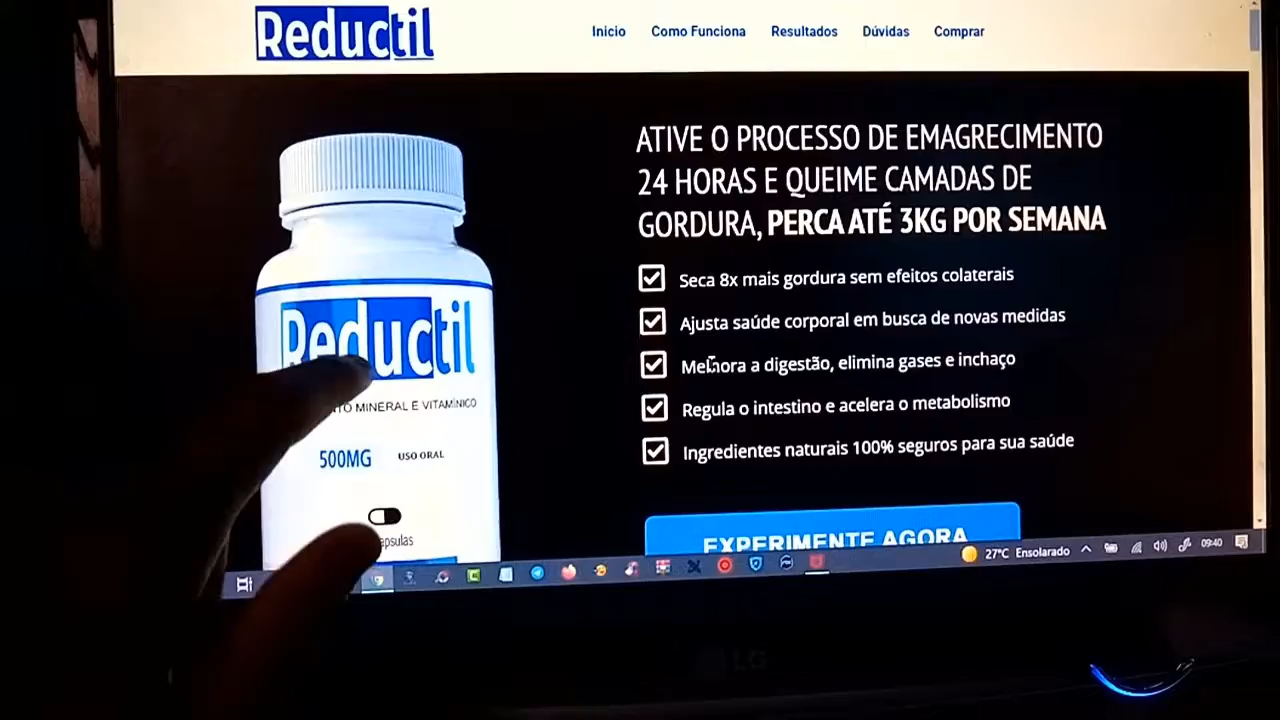 Reductil
Inicio Como Funciona Resultados Dúvidas Comprar
ATIVE O PROCESSO DE EMAGRECIMENTO
24 HORAS E QUEIME CAMADAS DE
GORDURA, PERCA ATÉ 3KG POR SEMANA
Seca 8x mais gordura sem efeitos colaterais
Ajusta saúde corporal em busca de novas medidas
Melhora a digestão, elimina gases e inchaço
Regula o intestino e acelera o metabolismo
Ingredientes naturais 100% seguros para sua saúde
EXPERIMENTE AGORA
Reductil
MINERAL E VITAMÍNICO
500MG USO ORAL
27°C Ensolarado 09:40
LG